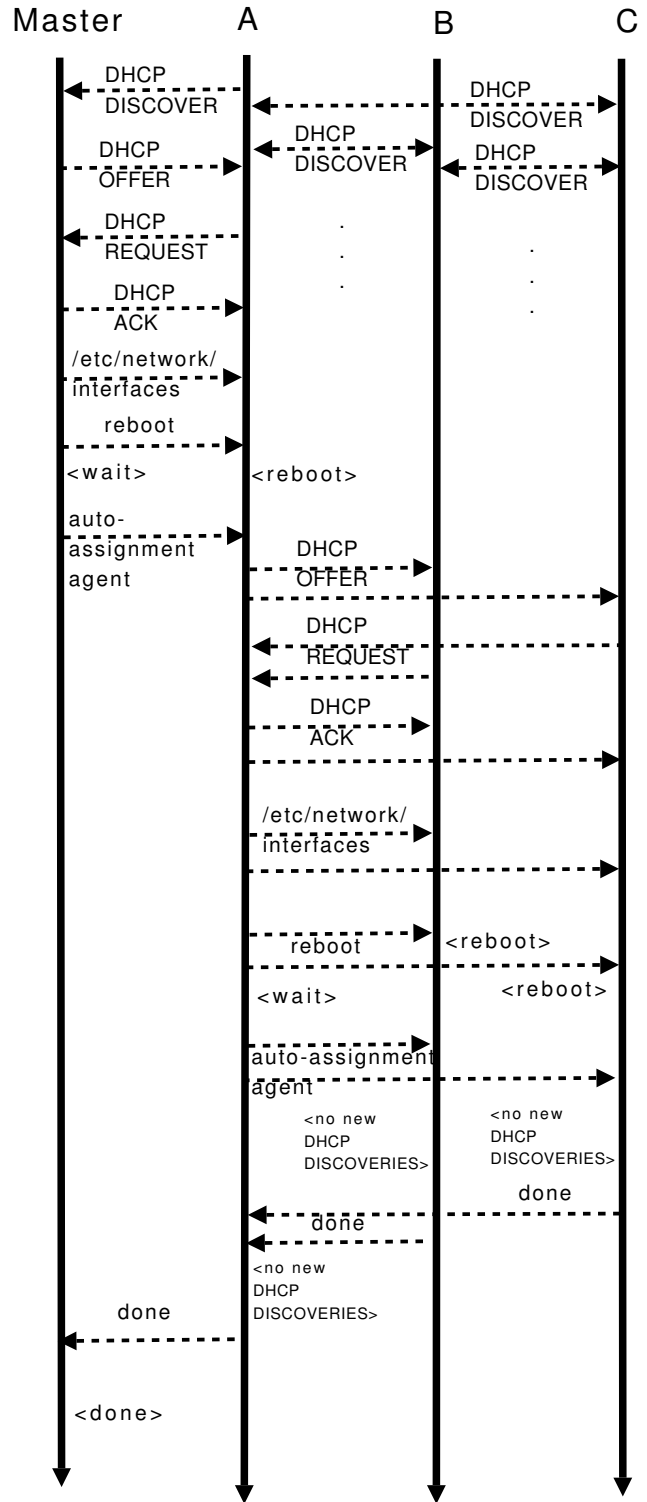 Master A B C
DHCP
DISCOVER
DHCP
DISCOVER
DHCP
DISCOVER
DHCP
OFFER
DHCP
DISCOVER
DHCP
REQUEST
.
.
.
.
.
.
DHCP
ACK
/etc/network/
interfaces
reboot
<wait> <reboot>
auto-
assignment
agent
DHCP
OFFER
DHCP
REQUEST
DHCP
ACK
/etc/network/
interfaces
reboot <reboot>
<wait> <reboot>
auto-assignment
agent
<no new
DHCP
DISCOVERIES>
<no new
DHCP
DISCOVERIES>
done
done
<no new
DHCP
DISCOVERIES>
done
<done>